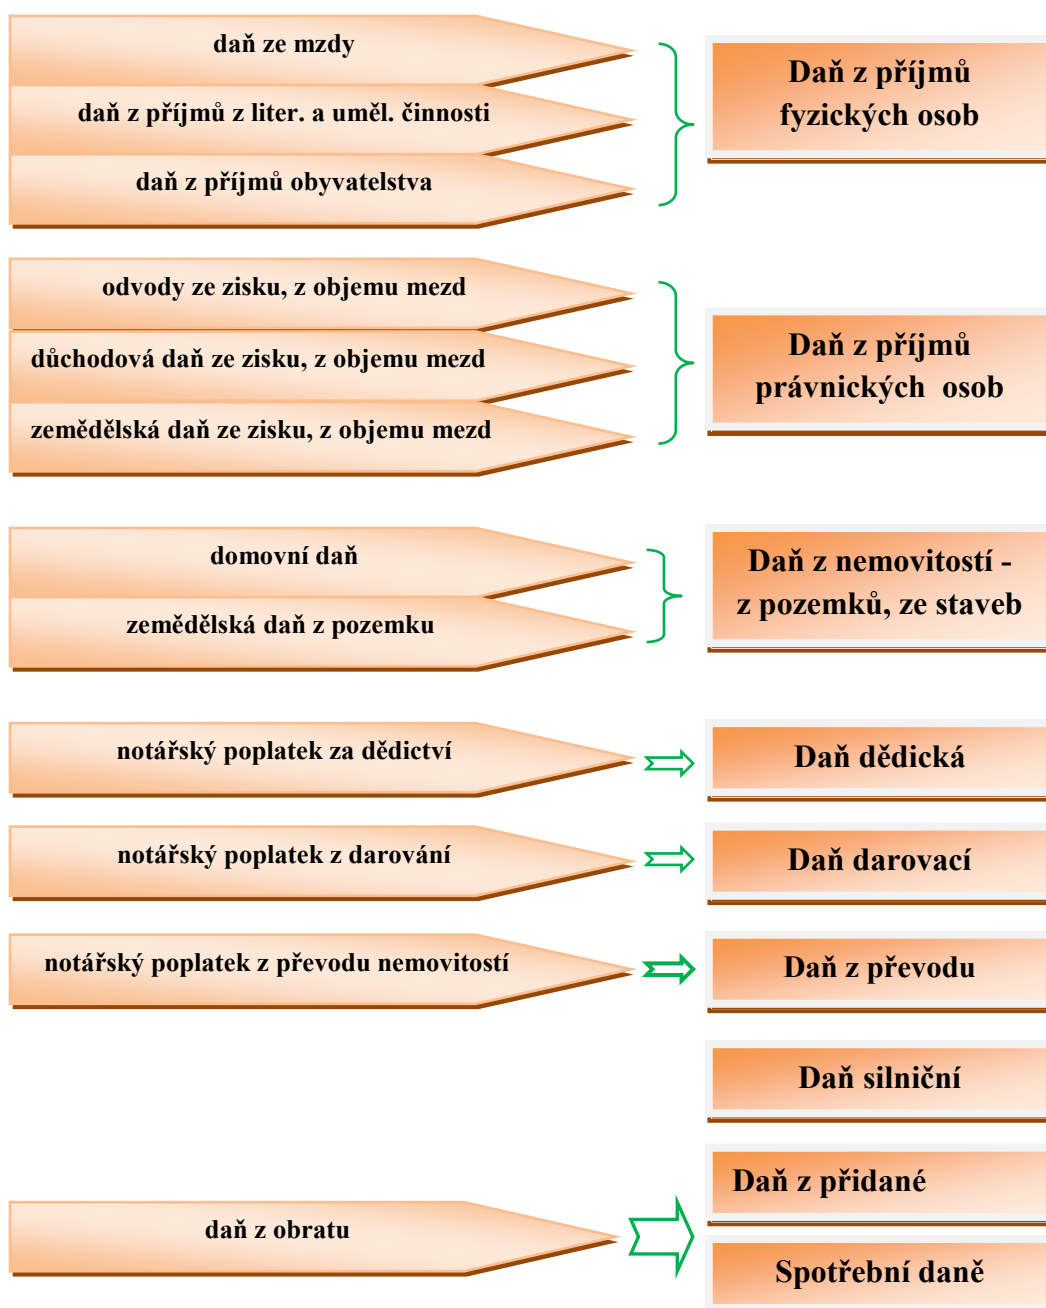 daň ze mzdy
daň z příjmů z liter. a uměl. činnosti
daň z příjmů obyvatelstva
Daň z příjmů
fyzických osob
odvody ze zisku, z objemu mezd
důchodová daň ze zisku, z objemu mezd
zemědělská daň ze zisku, z objemu mezd
Daň z příjmů
právnických osob
domovní daň
zemědělská daň z pozemku
Daň z nemovitostí -
z pozemků, ze staveb
notářský poplatek za dědictví
Daň dědická
notářský poplatek z darování
Daň darovací
notářský poplatek z převodu nemovitostí
Daň z převodu
Daň silniční
daň z obratu
Daň z přidané
Spotřební daně